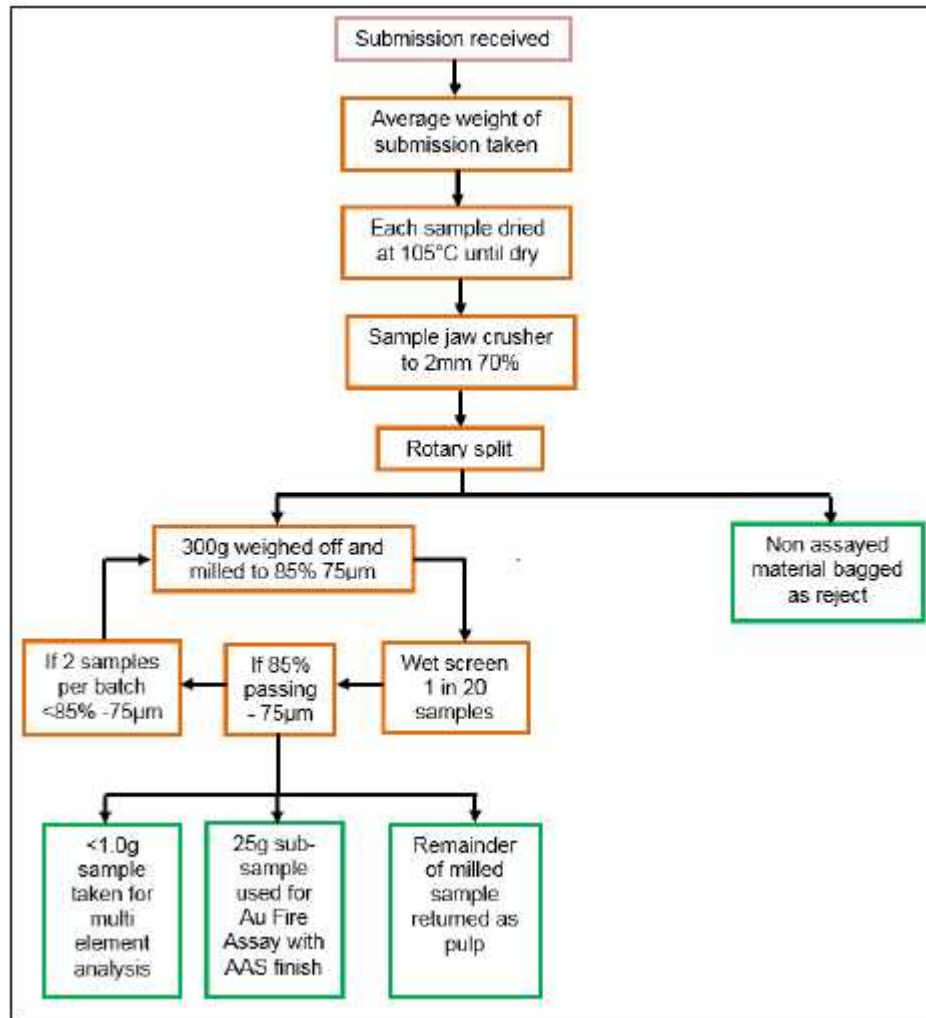 Submission received
Average weight of
submission taken
Each sample dried
at 105°C until dry
Sample jaw crusher
to 2mm 70%
Rotary split
300g weighed off and
milled to 85% 75µm
Non assayed
material bagged
as reject
If 2 samples
per batch
<85% -75µm
If 85%
passing
- 75µm
Wet screen
1 in 20
samples
<1.0g
sample
taken for
multi
element
analysis
25g sub-
sample
used for
Au Fire
Assay with
AAS finish
Remainder
of milled
sample
returned as
pulp